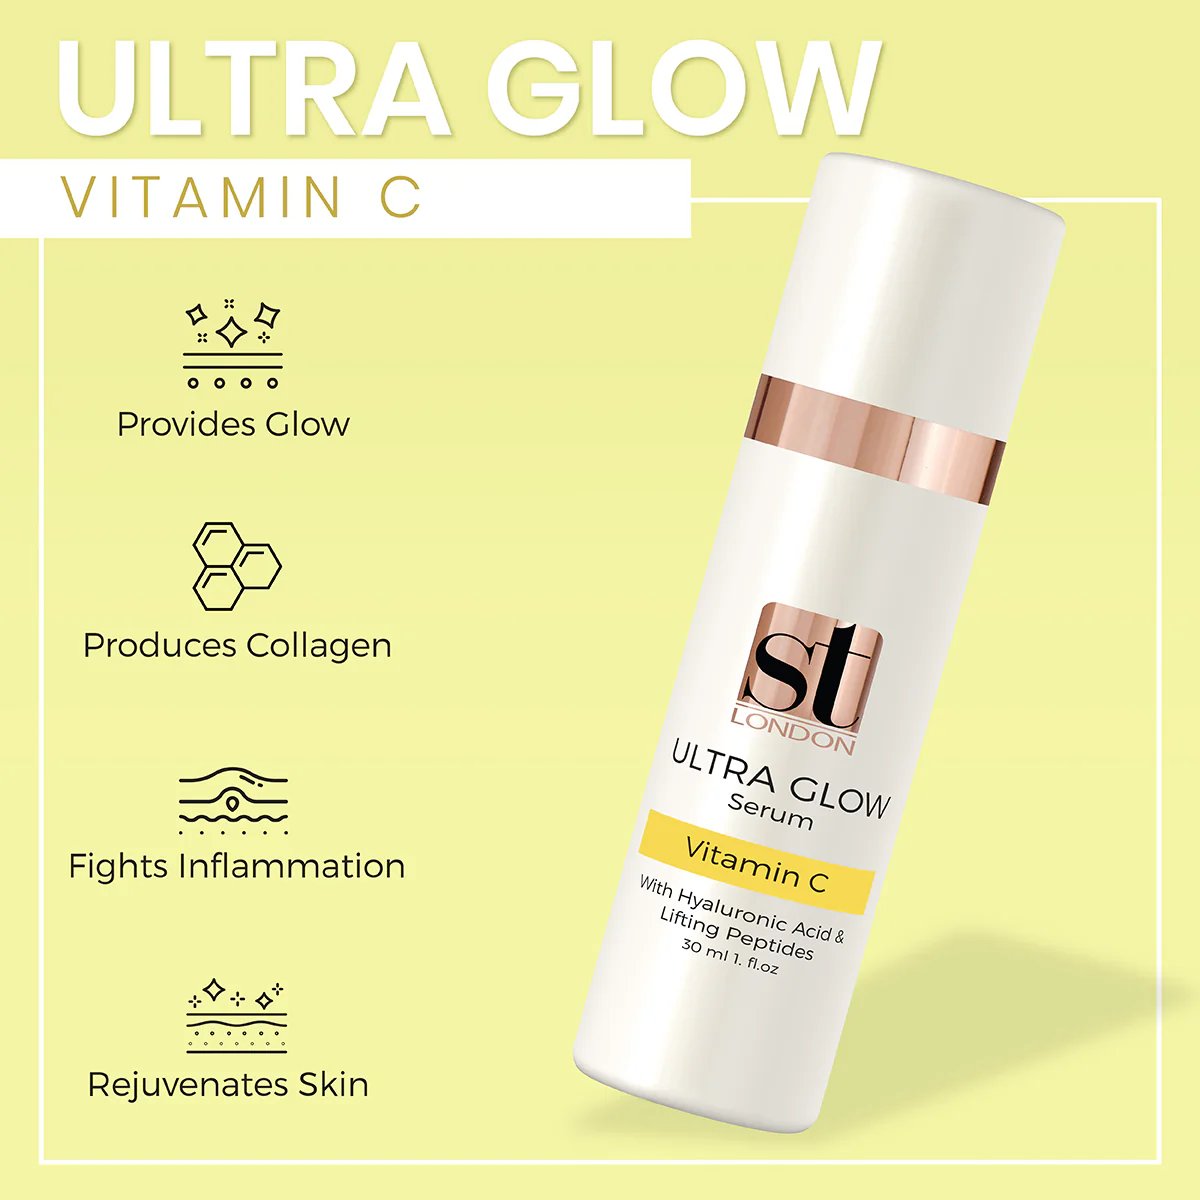 ULTRA GLOW
VITAMIN C
Provides Glow
Produces Collagen
Fights Inflammation
Rejuvenates Skin
st
LONDON
ULTRA GLOW
Serum
Vitamin C
With Hyaluronic Acid &
Lifting Peptides
30 ml 1. fl.oz